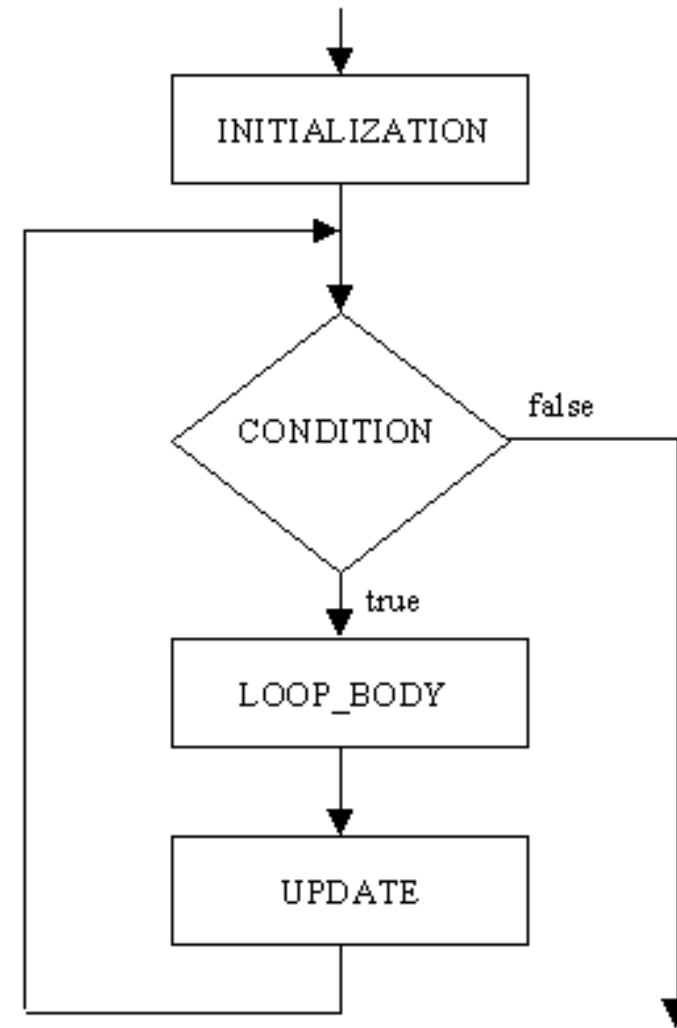 INITIALIZATION
CONDITION
false
true
LOOP_BODY
UPDATE